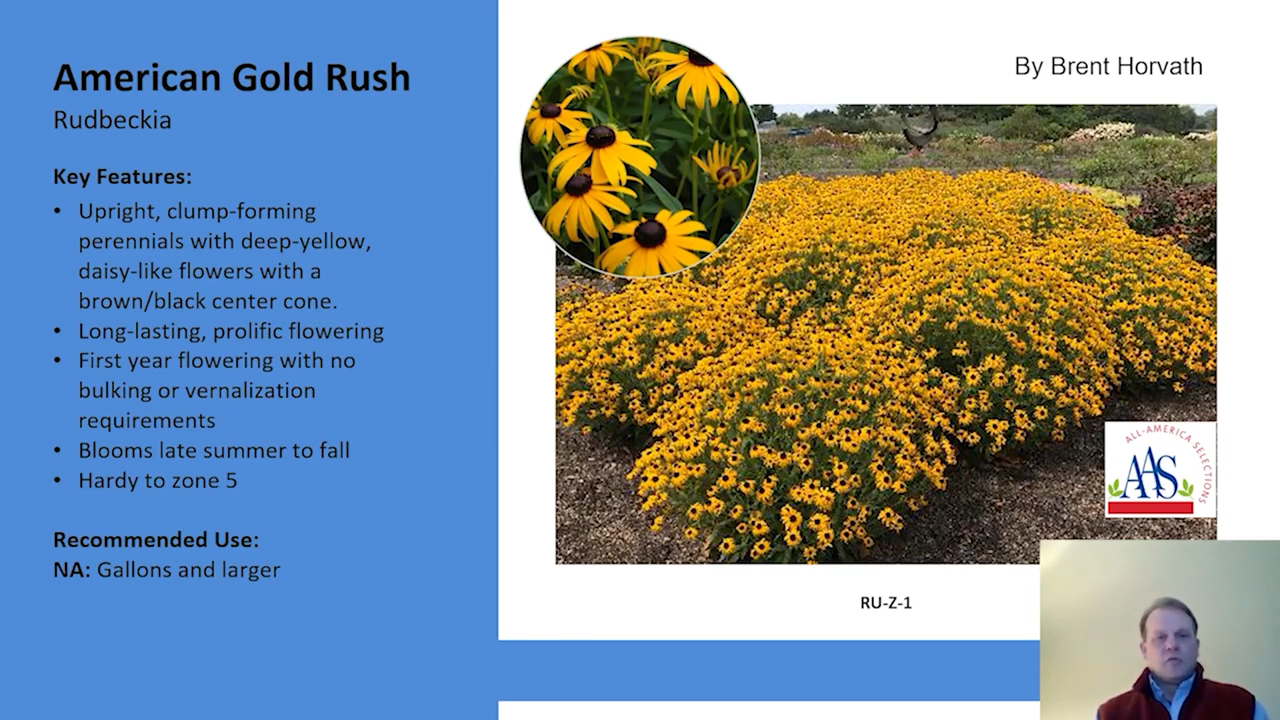 American Gold Rush
Rudbeckia
Key Features:
• Upright, clump-forming
perennials with deep-yellow,
daisy-like flowers with a
brown/black center cone.
• Long-lasting, prolific flowering
• First year flowering with no
bulking or vernalization
requirements
• Blooms late summer to fall
• Hardy to zone 5
Recommended Use:
NA: Gallons and larger
By Brent Horvath
ALL-AMERICA SELECTIONS
AAS
RU-Z-1